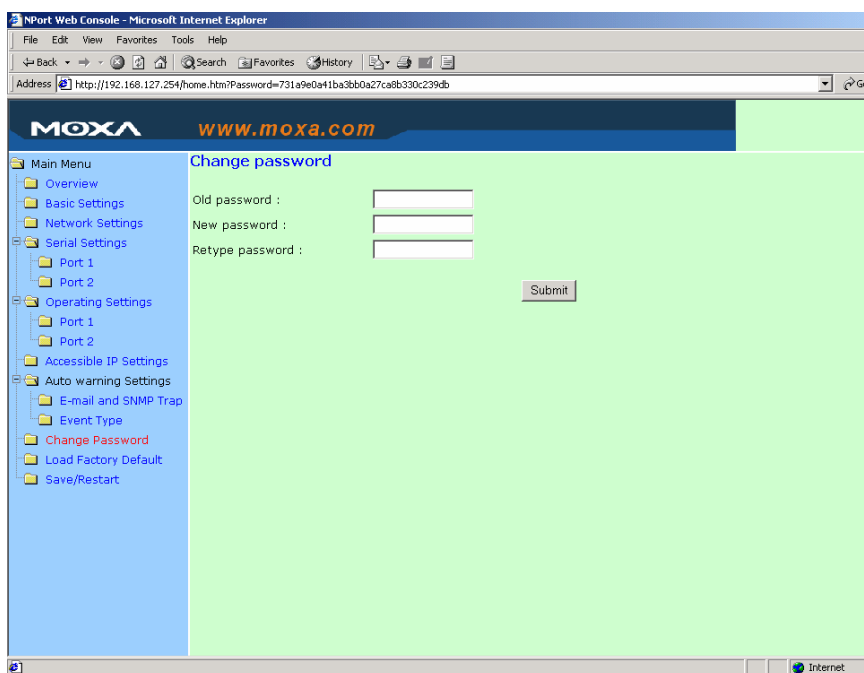 NPort Web Console - Microsoft Internet Explorer
File Edit View Favorites Tools Help
Back Search Favorites History
Address http://192.168.127.254/home.htm?Password=731a9e0a41ba3bb0a27ca8b330c239db
MOXA www.moxa.com
Main Menu
Overview
Basic Settings
Network Settings
Serial Settings
Port 1
Port 2
Operating Settings
Port 1
Port 2
Accessible IP Settings
Auto warning Settings
E-mail and SNMP Trap
Event Type
Change Password
Load Factory Default
Save/Restart
Change password
Old password :
New password :
Retype password :
Submit
Internet